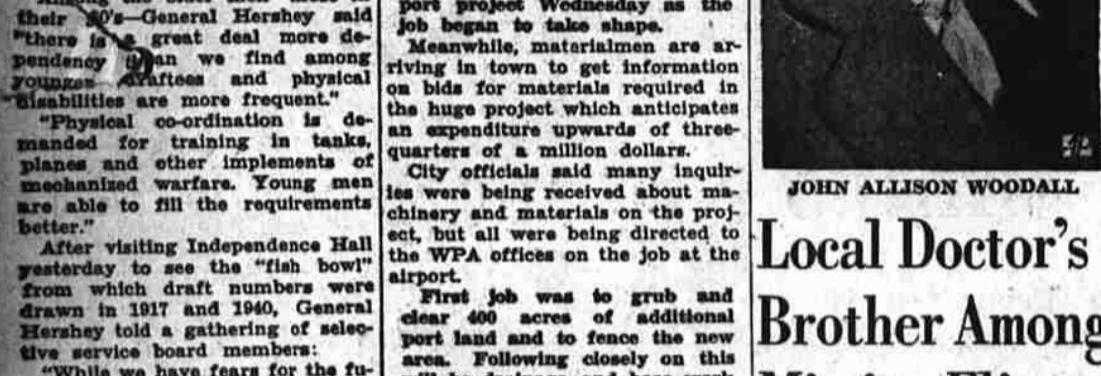 their 30's—General Hershey said
"there is a great deal more de-
pendency than we find among
younger draftees and physical
disabilities are more frequent."
"Physical co-ordination is de-
manded for training in tanks,
planes and other implements of
mechanized warfare. Young men
are able to fill the requirements
better."
After visiting Independence Hall
yesterday to see the "fish bowl"
from which draft numbers were
drawn in 1917 and 1940, General
Hershey told a gathering of selec-
tive service board members:
"While we have fears for the fu-
port project Wednesday as the
job began to take shape.
Meanwhile, materialmen are ar-
riving in town to get information
on bids for materials required in
the huge project which anticipates
an expenditure upwards of three-
quarters of a million dollars.
City officials said many inquir-
ies were being received about ma-
chinery and materials on the proj-
ect, but all were being directed to
the WPA offices on the job at the
airport.
First job was to grub and
clear 400 acres of additional
port land and to fence the new
area. Following closely on this
JOHN ALLISON WOODALL
Local Doctor's
Brother Among